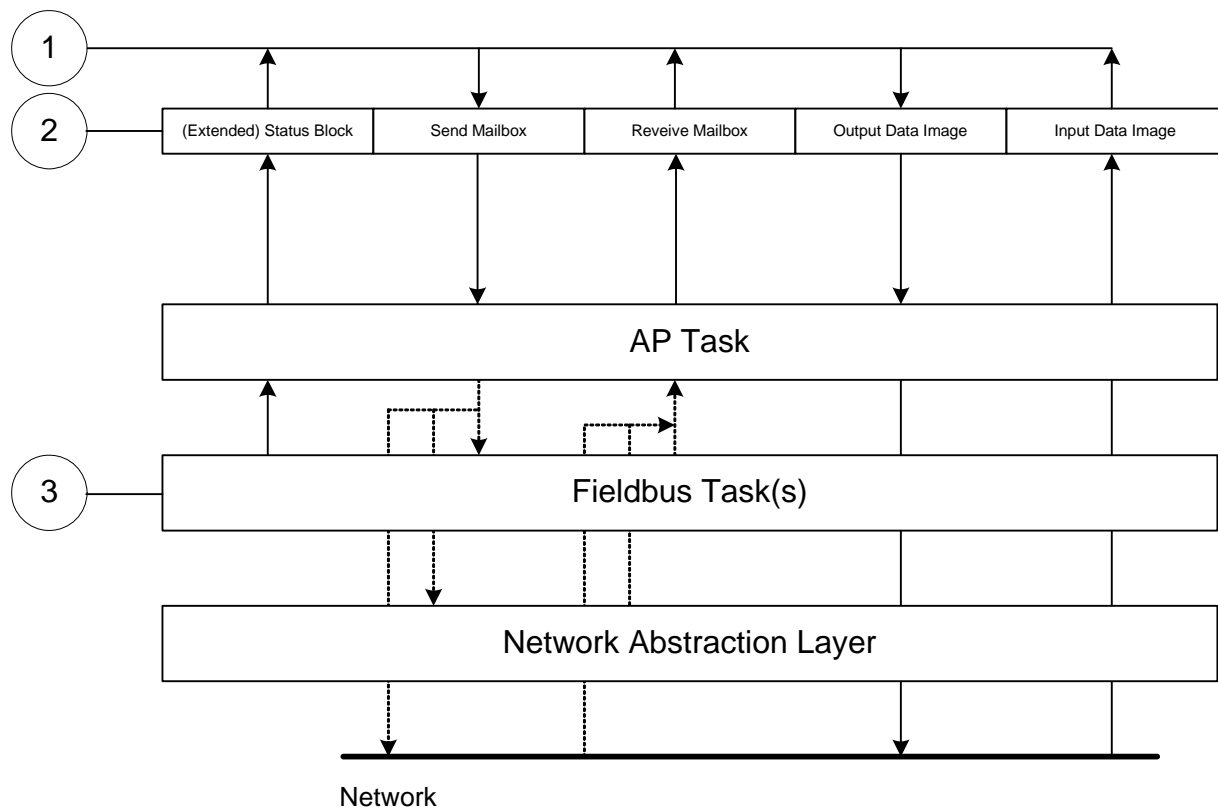 1
2
(Extended) Status Block
Send Mailbox
Reveive Mailbox
Output Data Image
Input Data Image
AP Task
3
Fieldbus Task(s)
Network Abstraction Layer
Network